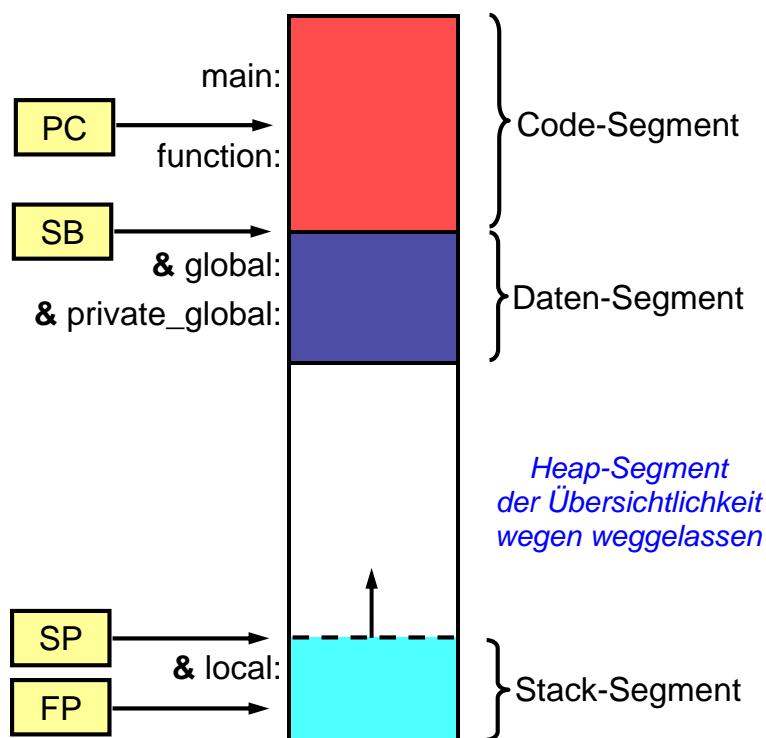 main:
PC
function:
Code-Segment
SB
& global:
& private_global:
Daten-Segment
Heap-Segment
der Übersichtlichkeit
wegen weggelassen
SP
& local:
FP
Stack-Segment